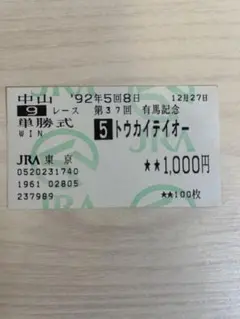 中山 '92年5回8日 12月27日
9 レース 第37回 有馬記念
単勝式
WIN
5 トウカイテイオー
JRA 東京
★★1,000円
0520231740
1961 02805
237989
★★100枚